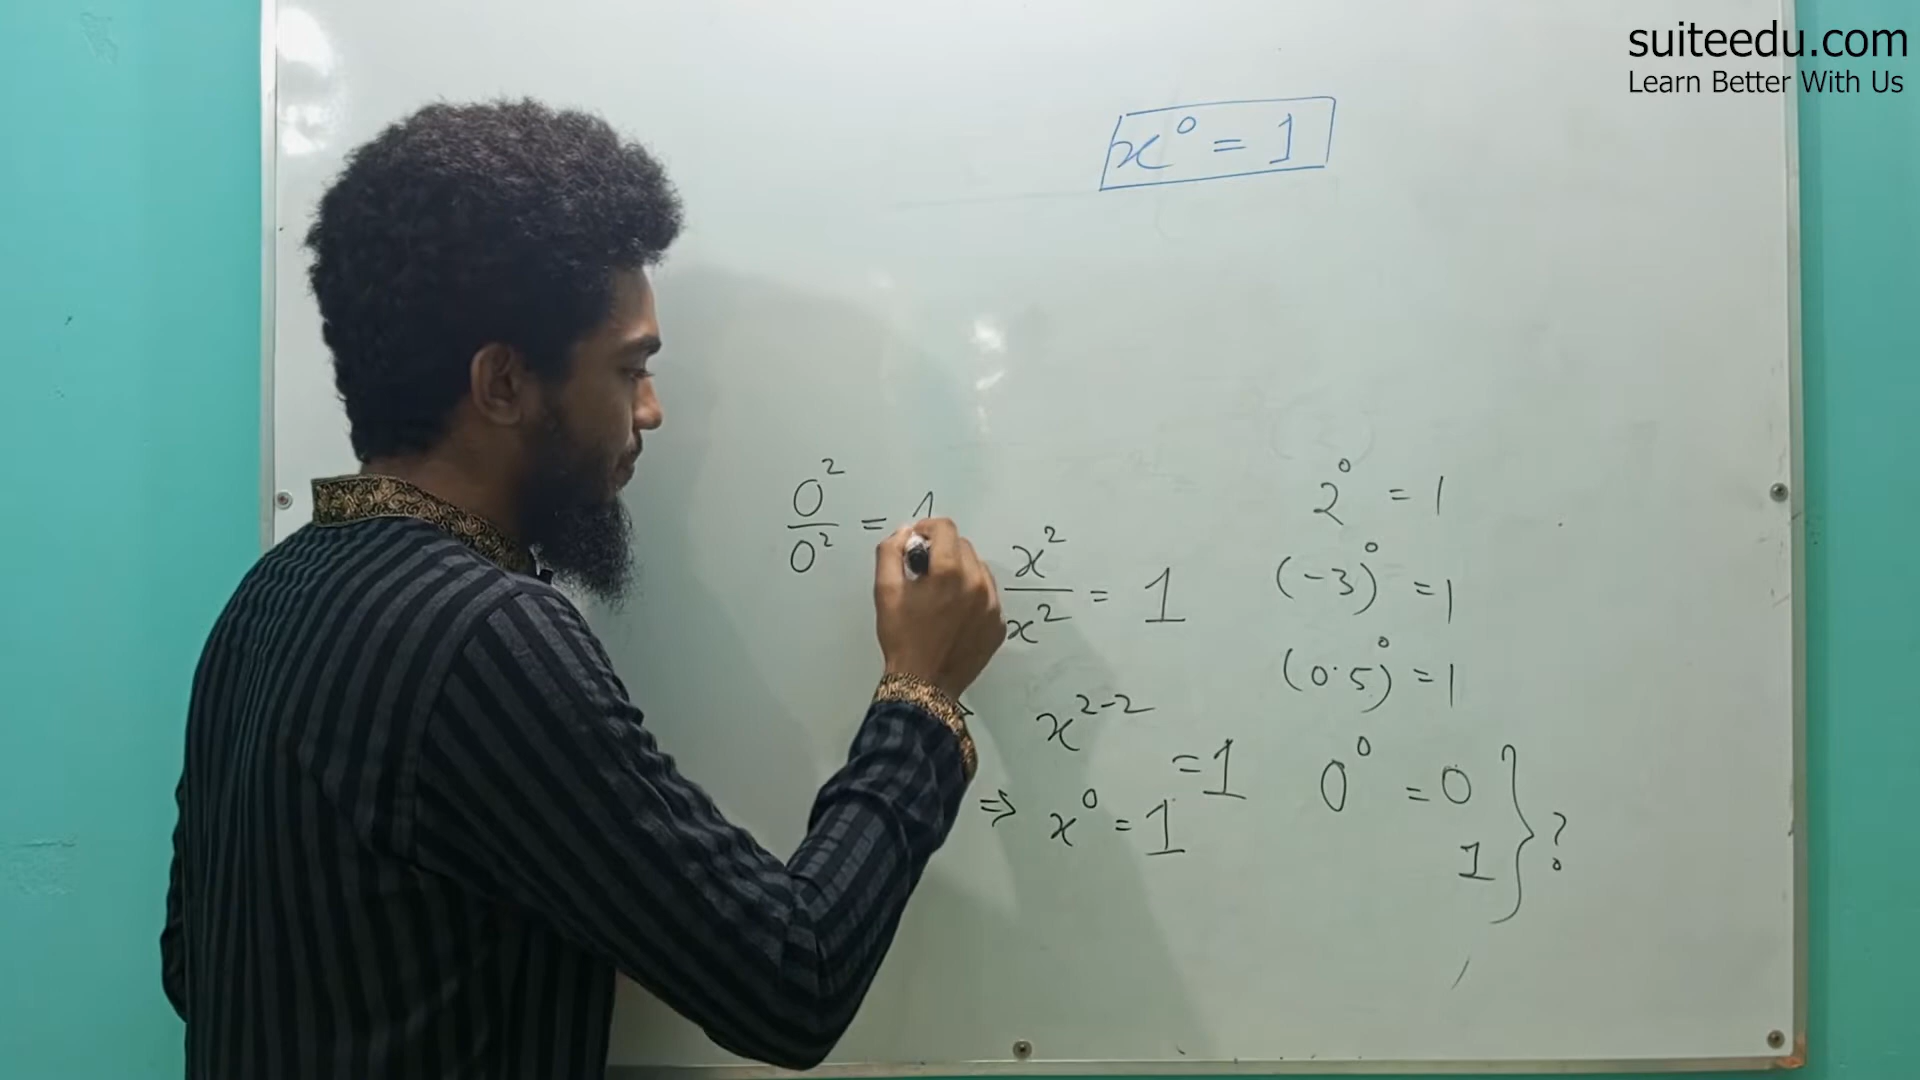 suiteedu.com
Learn Better With Us
x⁰ = 1
0²/0² = 1
x²/x² = 1
x²⁻² = 1
⇒ x⁰ = 1
2⁰ = 1
(-3)⁰ = 1
(0.5)⁰ = 1
0⁰ = 0
1 } ?